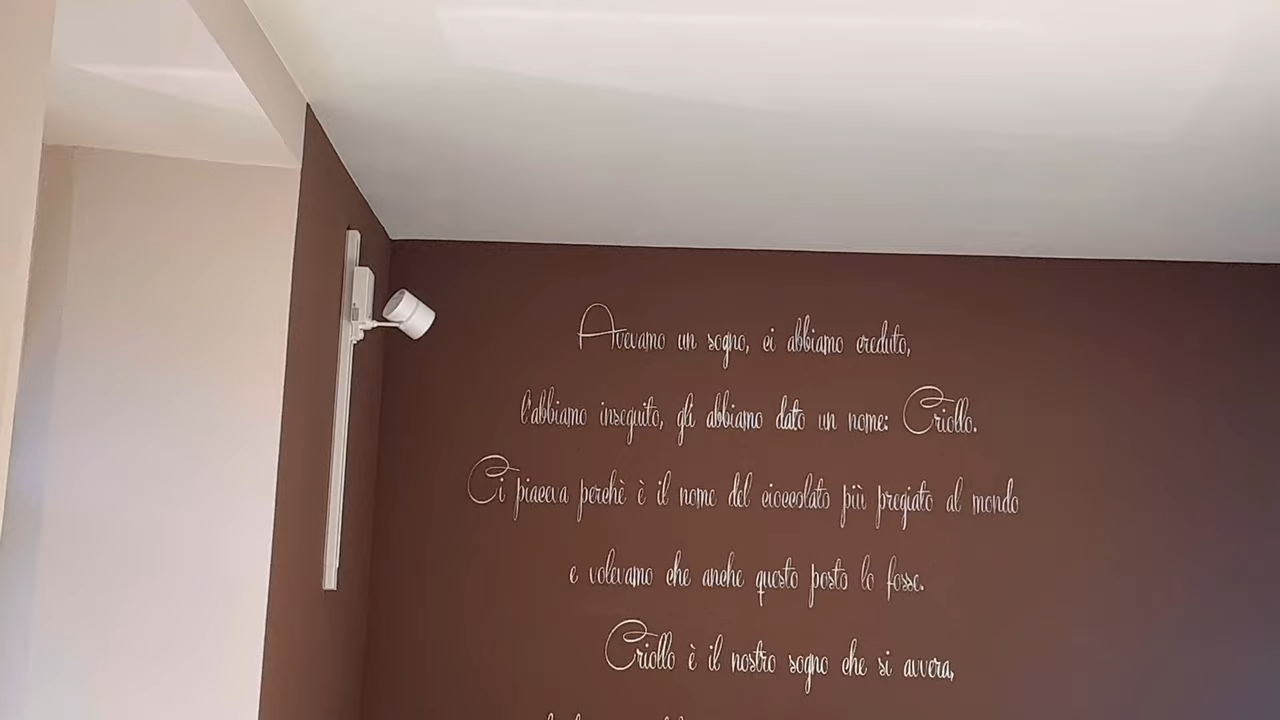 Avevamo un sogno, ci abbiamo creduto,
l'abbiamo inseguito, gli abbiamo dato un nome: Criollo.
Ci piaceva perchè è il nome del cioccolato più pregiato al mondo
e volevamo che anche questo posto lo fosse.
Criollo è il nostro sogno che si avvera,